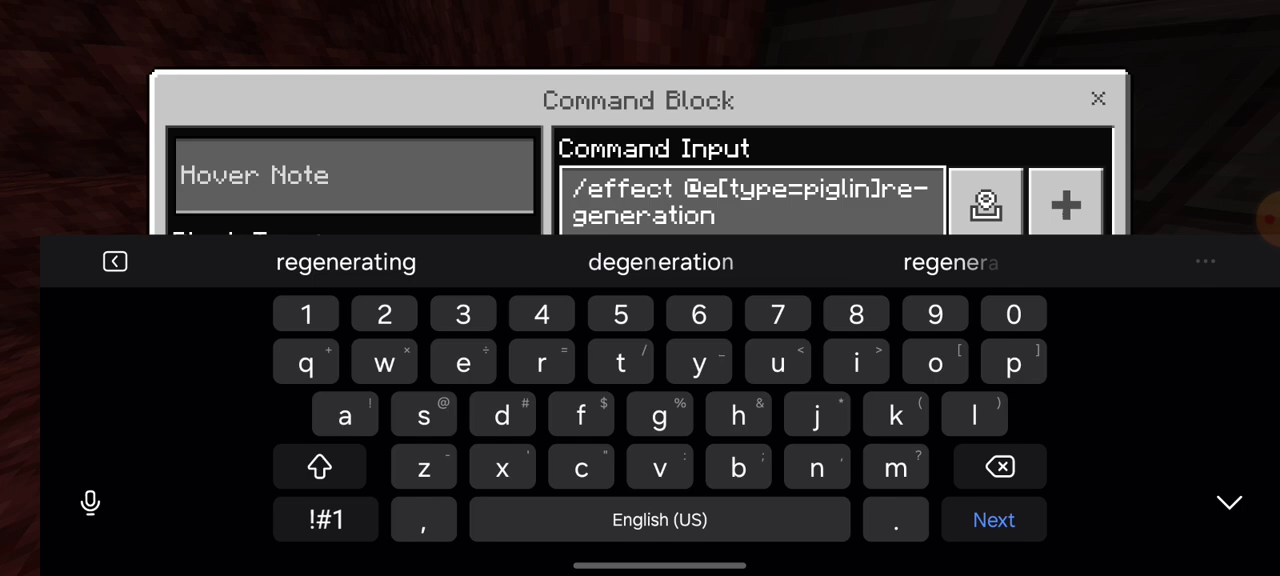 Command Block
×
Hover Note
Command Input
/effect @e[type=piglin]re-
generation
+
regenerating degeneration regenera
...
1 2 3 4 5 6 7 8 9 0
q + w × e ÷ r = t / y _ u < i > o [ p ]
a ! s @ d # f $ g % h & j * k ( l )
z - x ' c " v : b ; n , m ?
!#1 , English (US) . Next